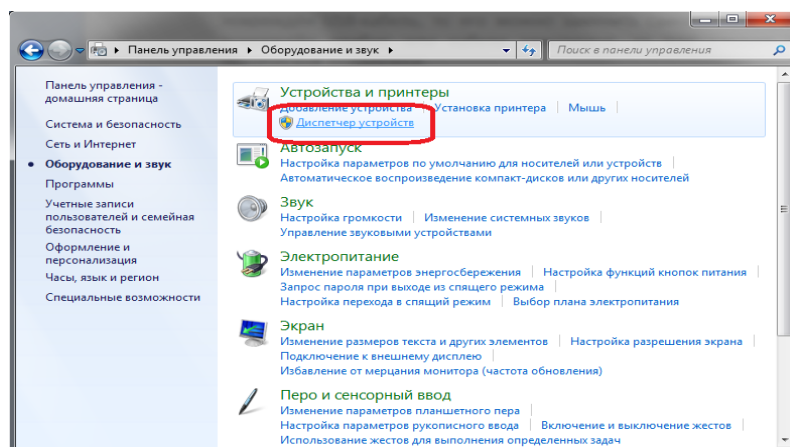 Панель управления ▸ Оборудование и звук ▸
Поиск в панели управления
Панель управления -
домашняя страница
Система и безопасность
Сеть и Интернет
Оборудование и звук
Программы
Учетные записи
пользователей и семейная
безопасность
Оформление и
персонализация
Часы, язык и регион
Специальные возможности
Устройства и принтеры
Добавление устройства Установка принтера Мышь
Диспетчер устройств
Автозапуск
Настройка параметров по умолчанию для носителей или устройств
Автоматическое воспроизведение компакт-дисков или других носителей
Звук
Настройка громкости Изменение системных звуков
Управление звуковыми устройствами
Электропитание
Изменение параметров энергосбережения Настройка функций кнопок питания
Запрос пароля при выходе из спящего режима
Настройка перехода в спящий режим Выбор плана электропитания
Экран
Изменение размеров текста и других элементов Настройка разрешения экрана
Подключение к внешнему дисплею
Избавление от мерцания монитора (частота обновления)
Перо и сенсорный ввод
Изменение параметров планшетного пера
Настройка параметров рукописного ввода Включение и выключение жестов
Использование жестов для выполнения определенных задач